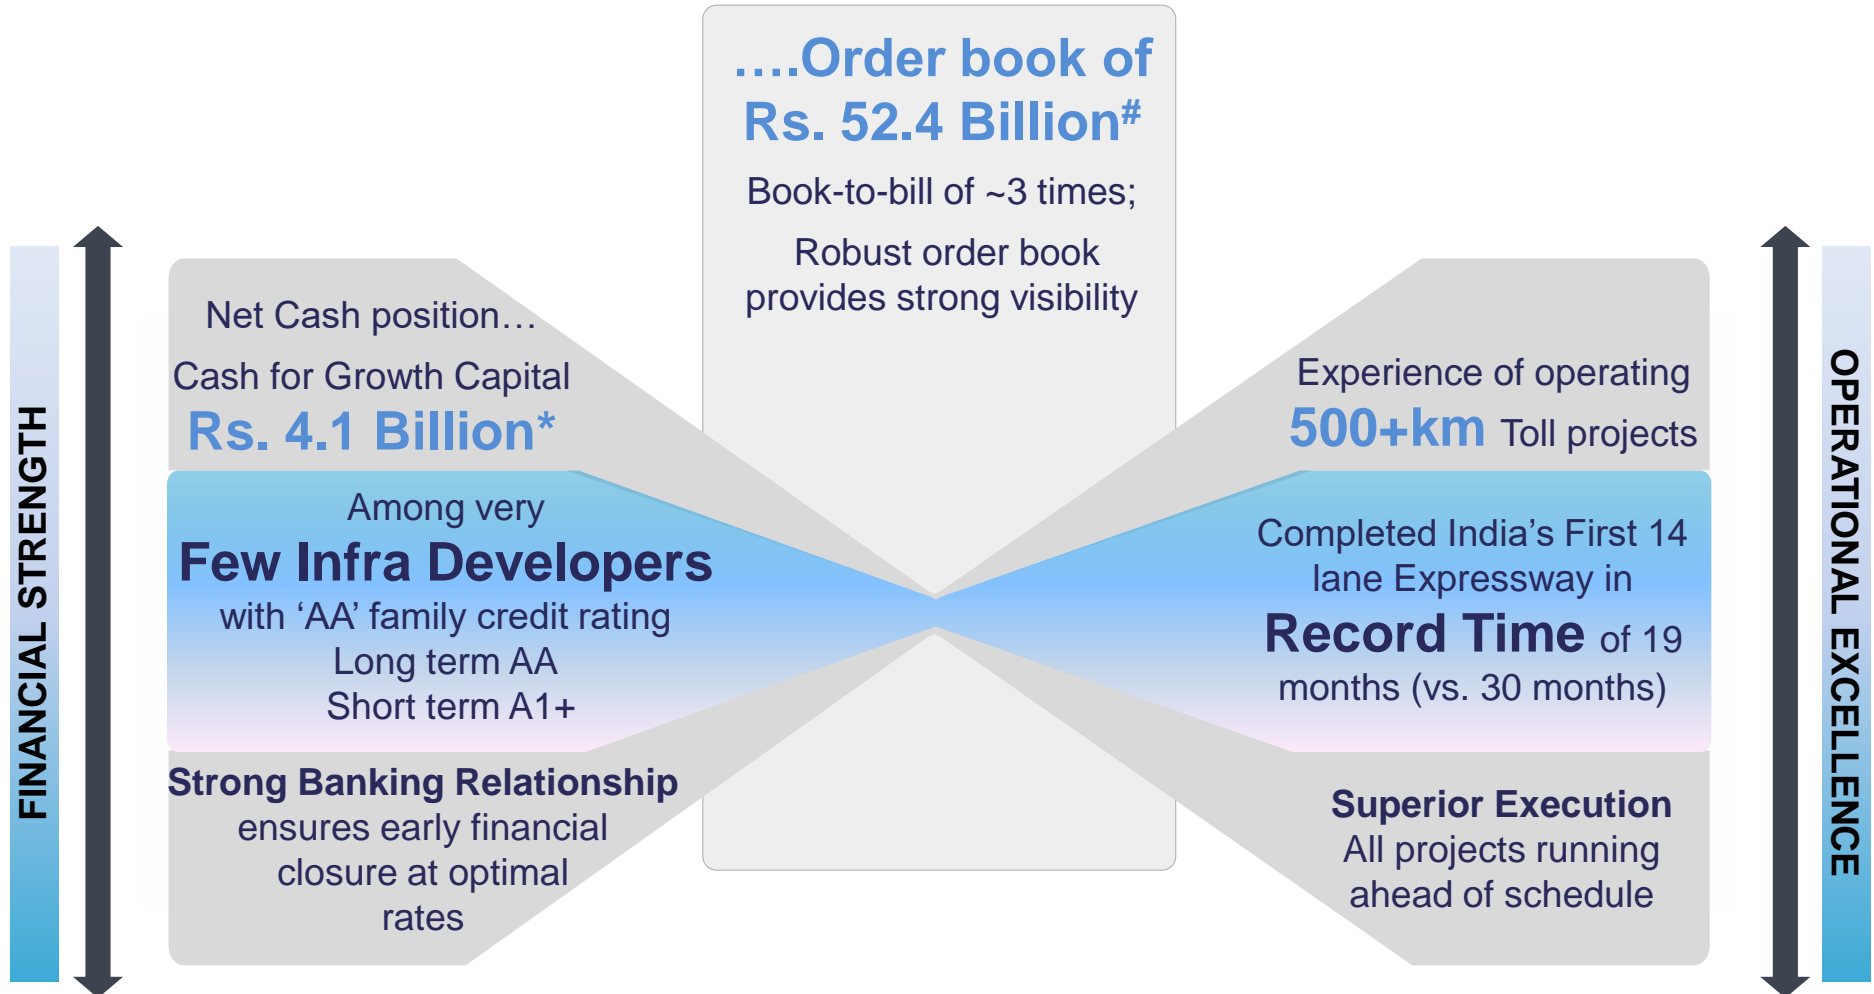 ….Order book of
Rs. 52.4 Billion#
Book-to-bill of ~3 times;
Robust order book
provides strong visibility
FINANCIAL STRENGTH
Net Cash position…
Cash for Growth Capital
Rs. 4.1 Billion*
Among very
Few Infra Developers
with ‘AA’ family credit rating
Long term AA
Short term A1+
Strong Banking Relationship
ensures early financial
closure at optimal
rates
Experience of operating
500+km Toll projects
Completed India’s First 14
lane Expressway in
Record Time of 19
months (vs. 30 months)
Superior Execution
All projects running
ahead of schedule
OPERATIONAL EXCELLENCE